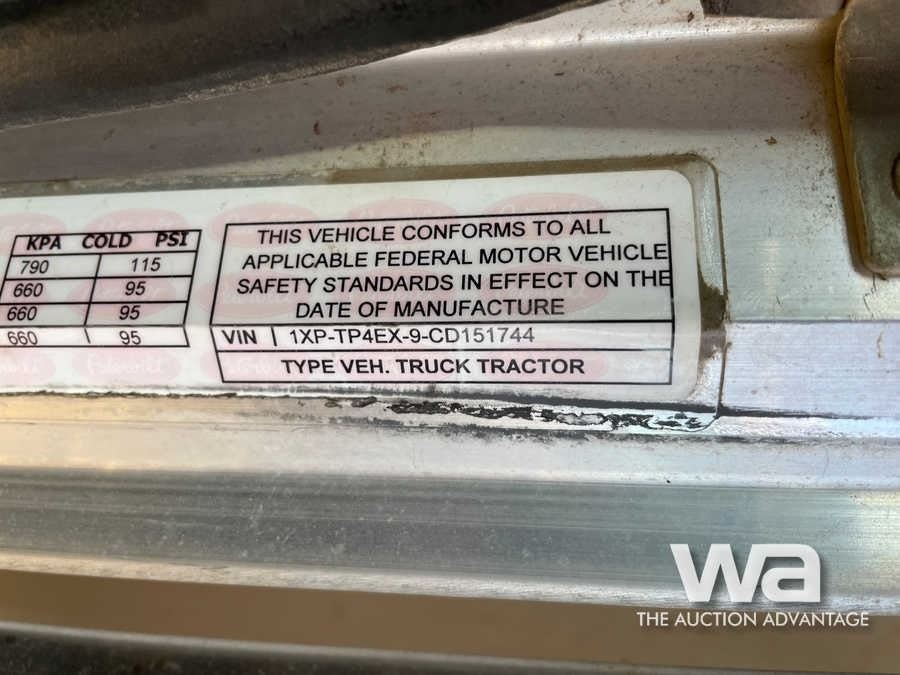 KPA COLD PSI
790 115
660 95
660 95
660 95
THIS VEHICLE CONFORMS TO ALL
APPLICABLE FEDERAL MOTOR VEHICLE
SAFETY STANDARDS IN EFFECT ON THE
DATE OF MANUFACTURE
VIN 1XP-TP4EX-9-CD151744
TYPE VEH. TRUCK TRACTOR
Peterbilt
wa
THE AUCTION ADVANTAGE